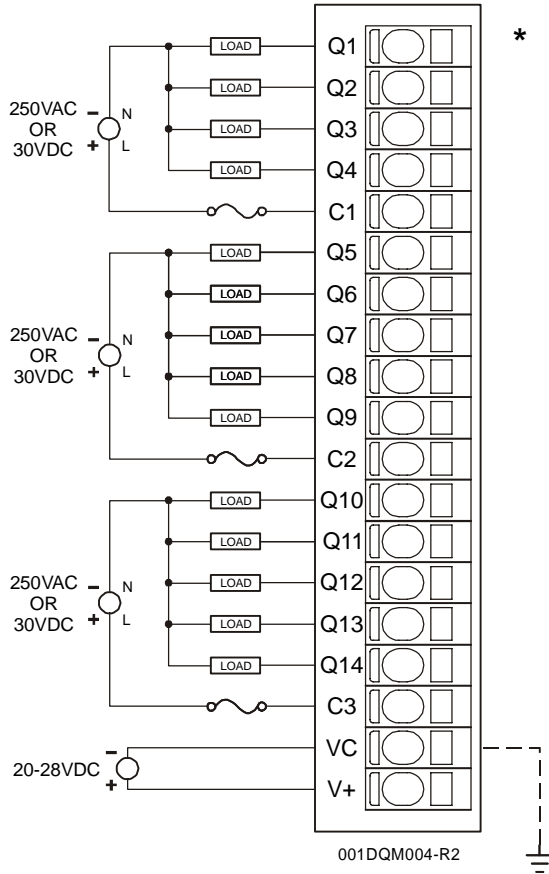 *
LOAD Q1
LOAD Q2
250VAC
OR
30VDC
- N
+ L
LOAD Q3
LOAD Q4
C1
LOAD Q5
LOAD Q6
250VAC
OR
30VDC
- N
+ L
LOAD Q7
LOAD Q8
LOAD Q9
C2
LOAD Q10
LOAD Q11
250VAC
OR
30VDC
- N
+ L
LOAD Q12
LOAD Q13
LOAD Q14
C3
VC
20-28VDC
-
+
V+
001DQM004-R2